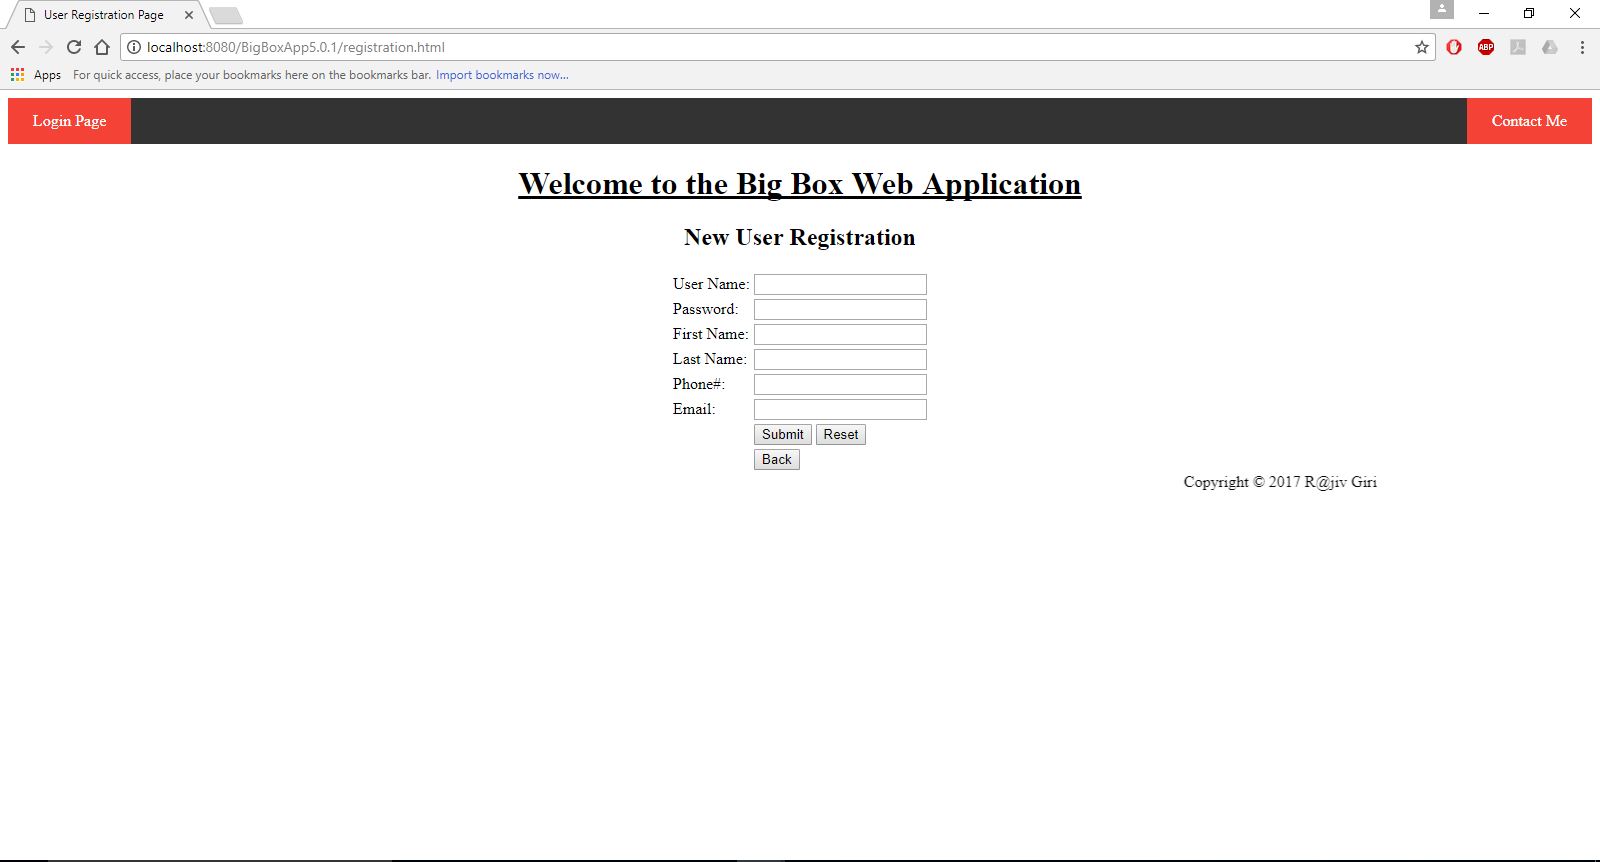 User Registration Page
localhost:8080/BigBoxApp5.0.1/registration.html
ABP
Apps For quick access, place your bookmarks here on the bookmarks bar. Import bookmarks now...
Login Page Contact Me
Welcome to the Big Box Web Application
New User Registration
User Name:
Password:
First Name:
Last Name:
Phone#:
Email:
Submit Reset
Back
Copyright © 2017 R@jiv Giri